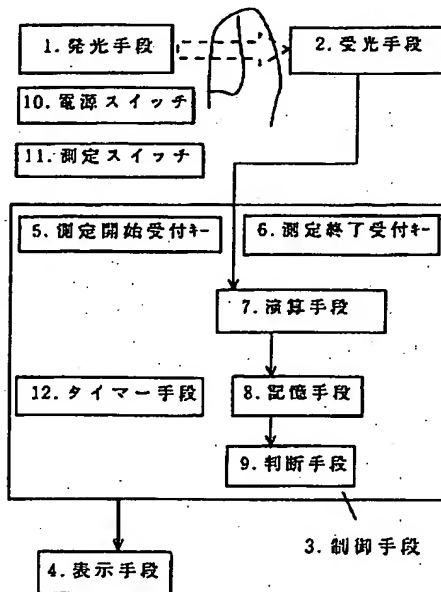 1. 発光手段
2. 受光手段
10. 電源スイッチ
11. 測定スイッチ
5. 測定開始受付キー
6. 測定終了受付キー
7. 演算手段
12. タイマー手段
8. 記憶手段
9. 判断手段
3. 制御手段
4. 表示手段